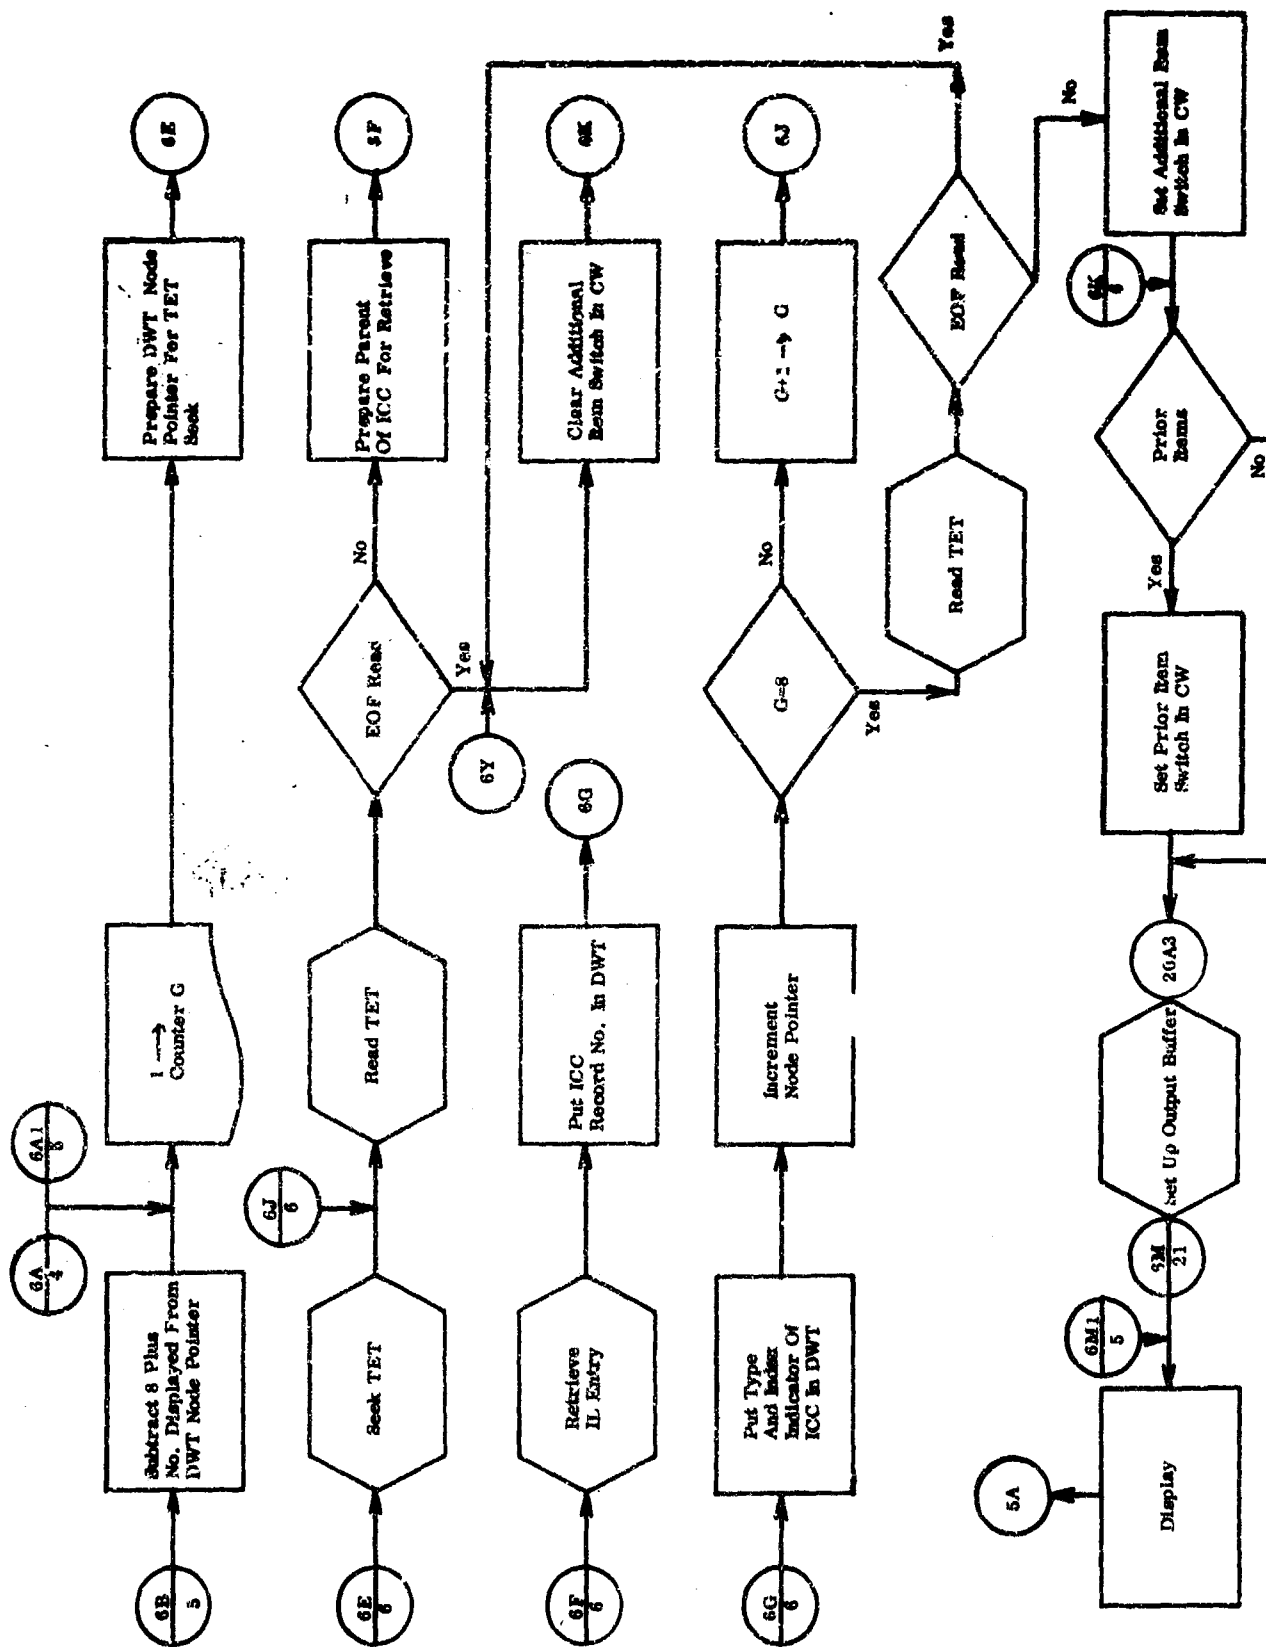 6A
4
6A1
5
6B
5
Subtract 8 Plus
No. Displayed From
DWT Node Pointer
1 → 
Counter G
Prepare DWT Node
Pointer For TET
Seek
6E
6E
6
Seek TET
6J
6
Read TET
EOF Read
No
Yes
Prepare Parent
Of ICC For Retrieve
6Y
6F
6
Retrieve
IL Entry
Put ICC
Record No. In DWT
6G
Clear Additional
Item Switch In CW
6K
6G
6
Put Type
And Index
Indicator Of
ICC In DWT
Increment
Node Pointer
G=8
No
Yes
G+1 → G
6J
Read TET
EOF Read
Yes
No
Set Additional Item
Switch In CW
6K
6
Prior
Items
Yes
No
Set Prior Item
Switch In CW
20A3
Set Up Output Buffer
6M
21
6M1
5
Display
5A